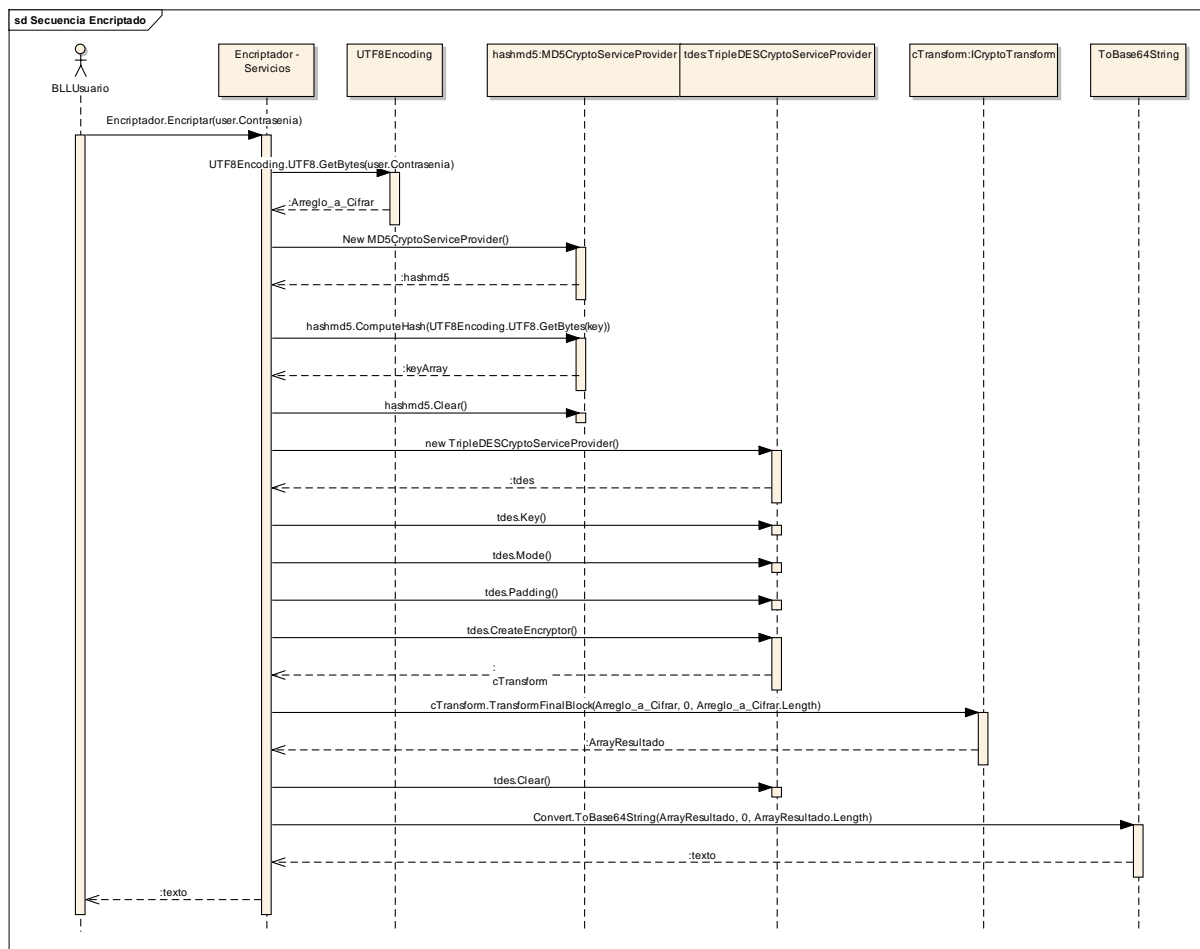 sd Secuencia Encriptado
BLLUsuario
Encriptador -
Servicios
UTF8Encoding
hashmd5:MD5CryptoServiceProvider
tdes:TripleDESCryptoServiceProvider
cTransform:ICryptoTransform
ToBase64String
Encriptador.Encriptar(user.Contrasenia)
UTF8Encoding.UTF8.GetBytes(user.Contrasenia)
:Arreglo_a_Cifrar
New MD5CryptoServiceProvider()
:hashmd5
hashmd5.ComputeHash(UTF8Encoding.UTF8.GetBytes(key))
:keyArray
hashmd5.Clear()
new TripleDESCryptoServiceProvider()
:tdes
tdes.Key()
tdes.Mode()
tdes.Padding()
tdes.CreateEncryptor()
:
cTransform
cTransform.TransformFinalBlock(Arreglo_a_Cifrar, 0, Arreglo_a_Cifrar.Length)
:ArrayResultado
tdes.Clear()
Convert.ToBase64String(ArrayResultado, 0, ArrayResultado.Length)
:texto
:texto